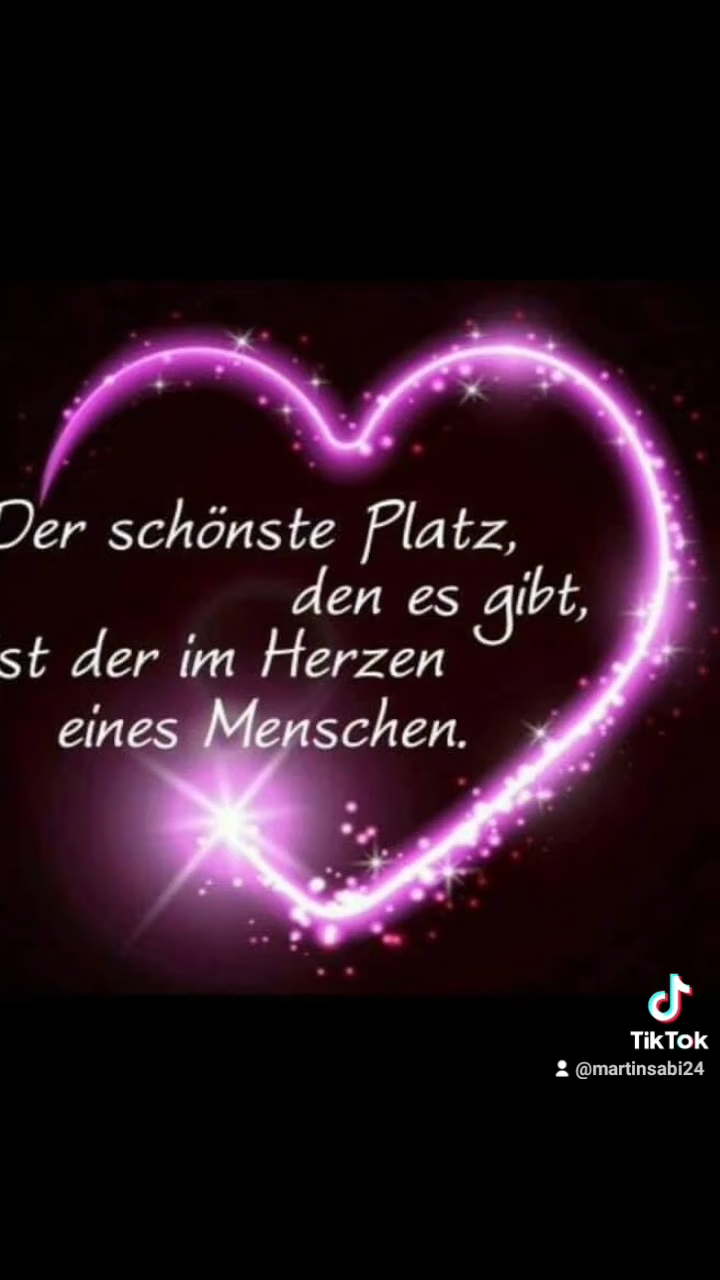 Der schönste Platz,
den es gibt,
st der im Herzen
eines Menschen.
TikTok
@martinsabi24